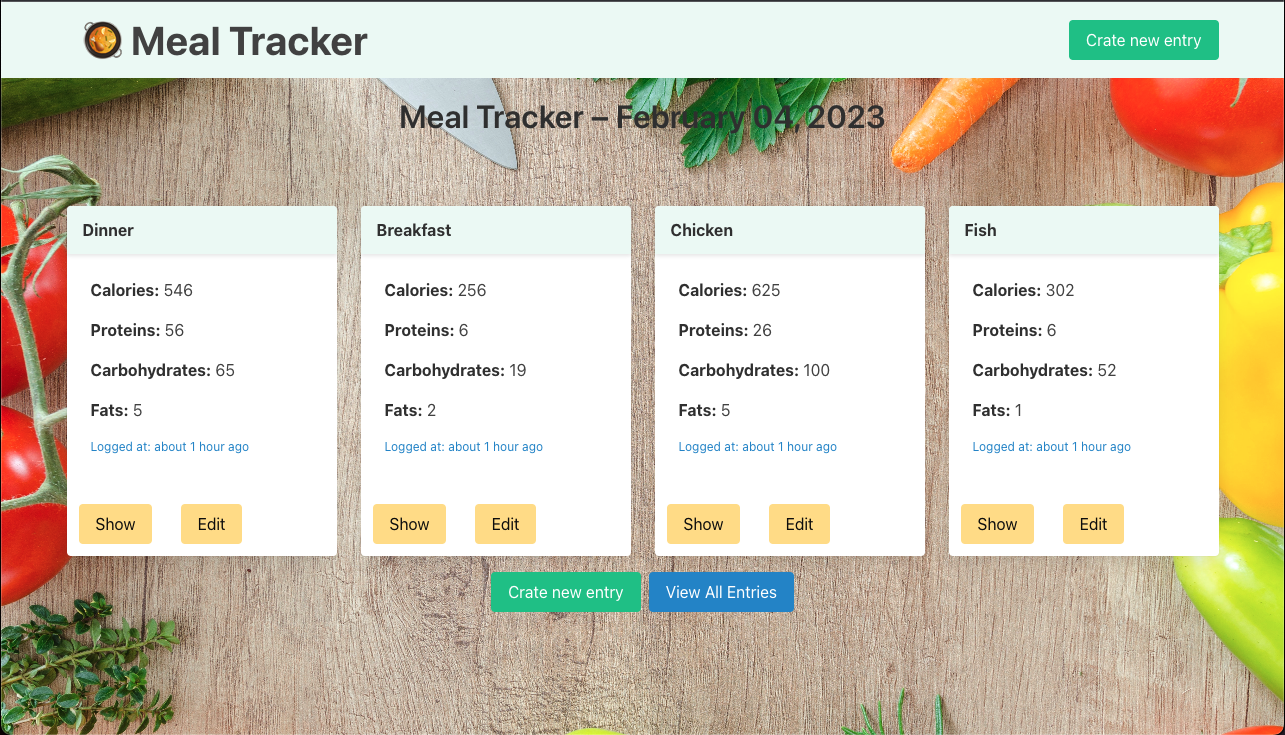 Meal Tracker
Crate new entry
Meal Tracker – February 04, 2023
Dinner
Calories: 546
Proteins: 56
Carbohydrates: 65
Fats: 5
Logged at: about 1 hour ago
Show
Edit
Breakfast
Calories: 256
Proteins: 6
Carbohydrates: 19
Fats: 2
Logged at: about 1 hour ago
Show
Edit
Chicken
Calories: 625
Proteins: 26
Carbohydrates: 100
Fats: 5
Logged at: about 1 hour ago
Show
Edit
Fish
Calories: 302
Proteins: 6
Carbohydrates: 52
Fats: 1
Logged at: about 1 hour ago
Show
Edit
Crate new entry
View All Entries